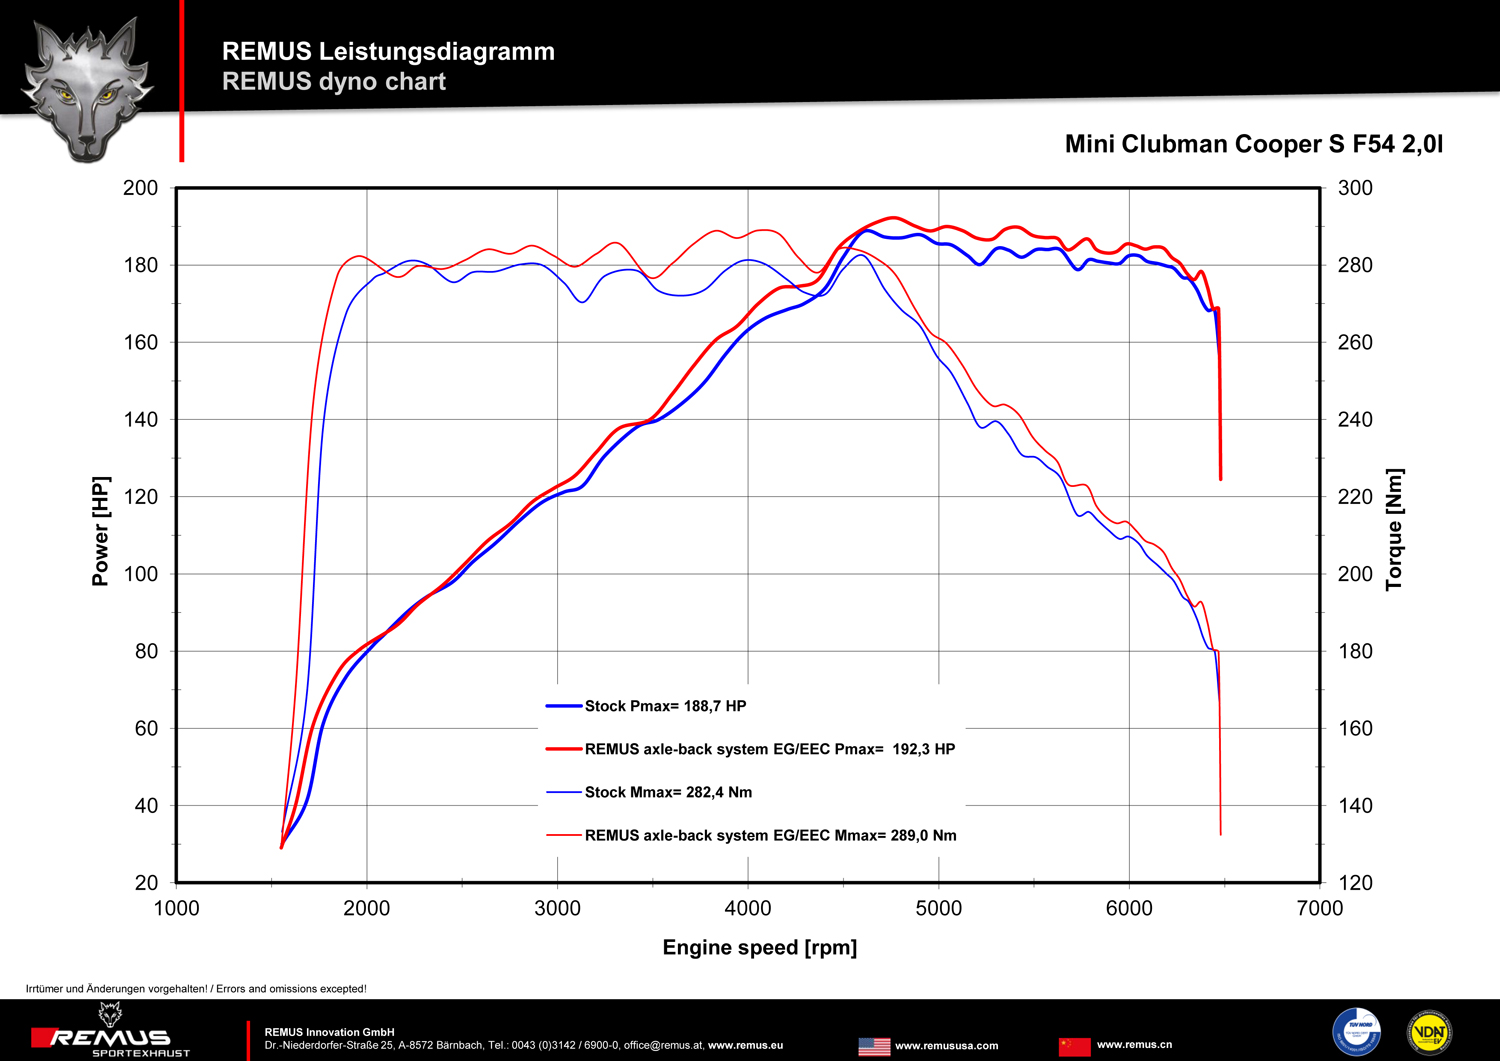 REMUS Leistungsdiagramm
REMUS dyno chart
Mini Clubman Cooper S F54 2,0l
200
180
160
140
120
100
80
60
40
20
Power [HP]
300
280
260
240
220
200
180
160
140
120
Torque [Nm]
Stock Pmax= 188,7 HP
REMUS axle-back system EG/EEC Pmax=  192,3 HP
Stock Mmax= 282,4 Nm
REMUS axle-back system EG/EEC Mmax= 289,0 Nm
1000 2000 3000 4000 5000 6000 7000
Engine speed [rpm]
Irrtümer und Änderungen vorgehalten! / Errors and omissions excepted!
REMUS
SPORTEXHAUST
REMUS Innovation GmbH
Dr.-Niederdorfer-Straße 25, A-8572 Bärnbach, Tel.: 0043 (0)3142 / 6900-0, office@remus.at, www.remus.eu
www.remususa.com
www.remus.cn
TÜV NORD
VDAT